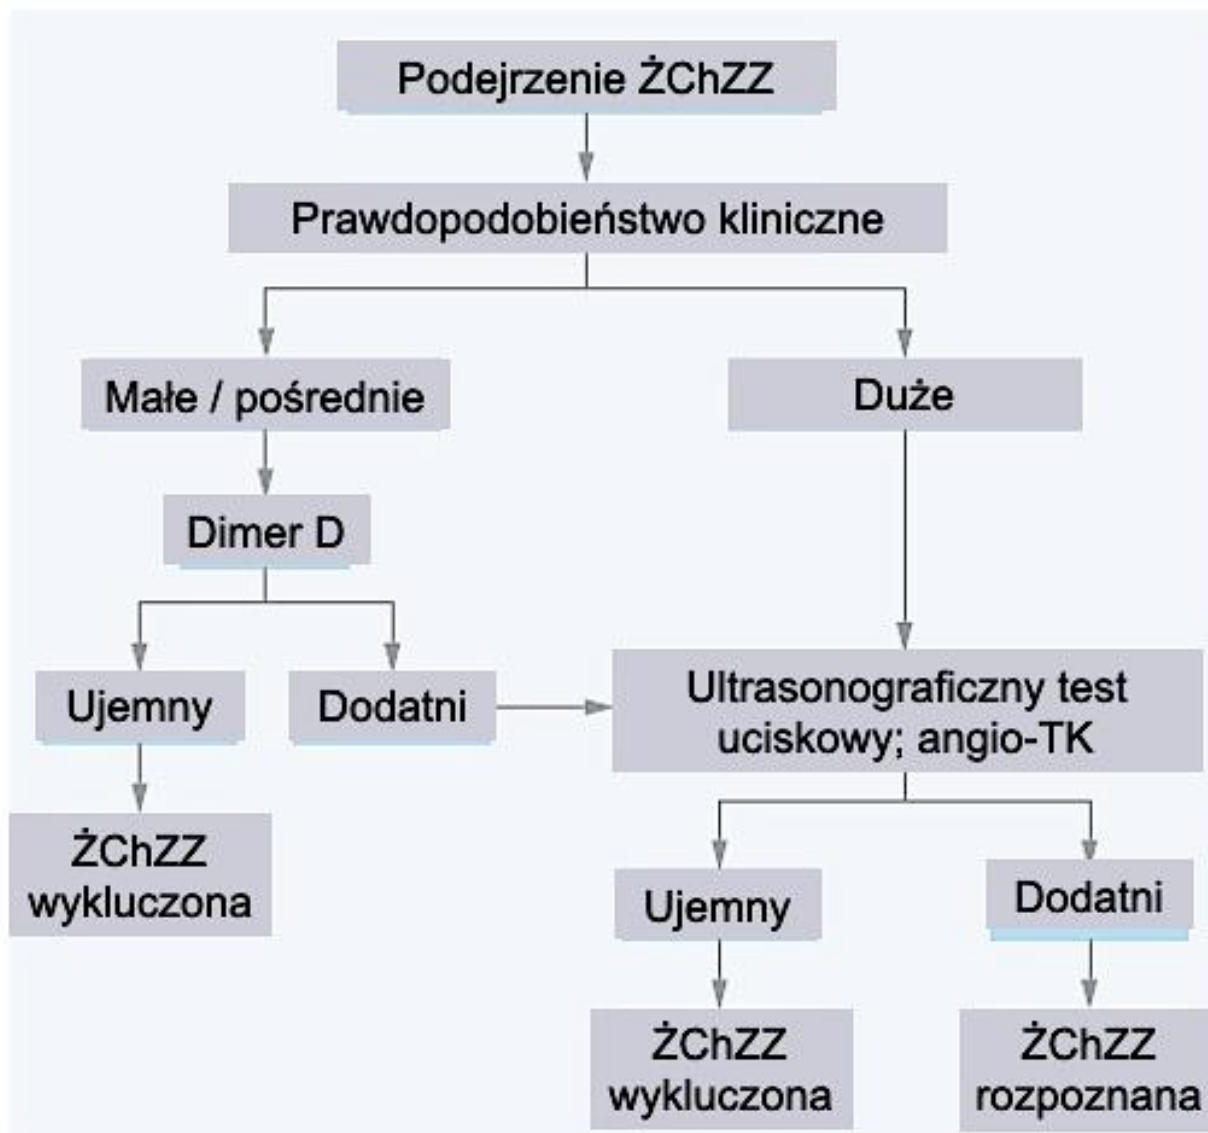 Podejrzenie ŻChZZ
Prawdopodobieństwo kliniczne
Małe / pośrednie
Duże
Dimer D
Ujemny
Dodatni
Ultrasonograficzny test
uciskowy; angio-TK
ŻChZZ
wykluczona
Ujemny
Dodatni
ŻChZZ
wykluczona
ŻChZZ
rozpoznana